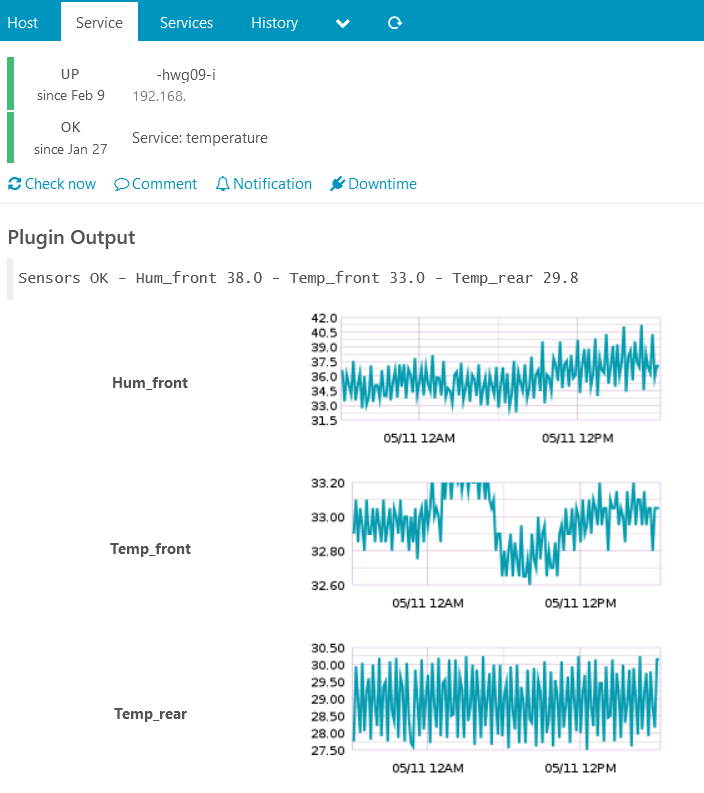 Host Service Services History
UP
since Feb 9
-hwg09-i
192.168.
OK
since Jan 27
Service: temperature
Check now Comment Notification Downtime
Plugin Output
Sensors OK - Hum_front 38.0 - Temp_front 33.0 - Temp_rear 29.8
Hum_front
42.0
40.5
39.0
37.5
36.0
34.5
33.0
31.5
05/11 12AM 05/11 12PM
Temp_front
33.20
33.00
32.80
32.60
05/11 12AM 05/11 12PM
Temp_rear
30.50
30.00
29.50
29.00
28.50
28.00
27.50
05/11 12AM 05/11 12PM